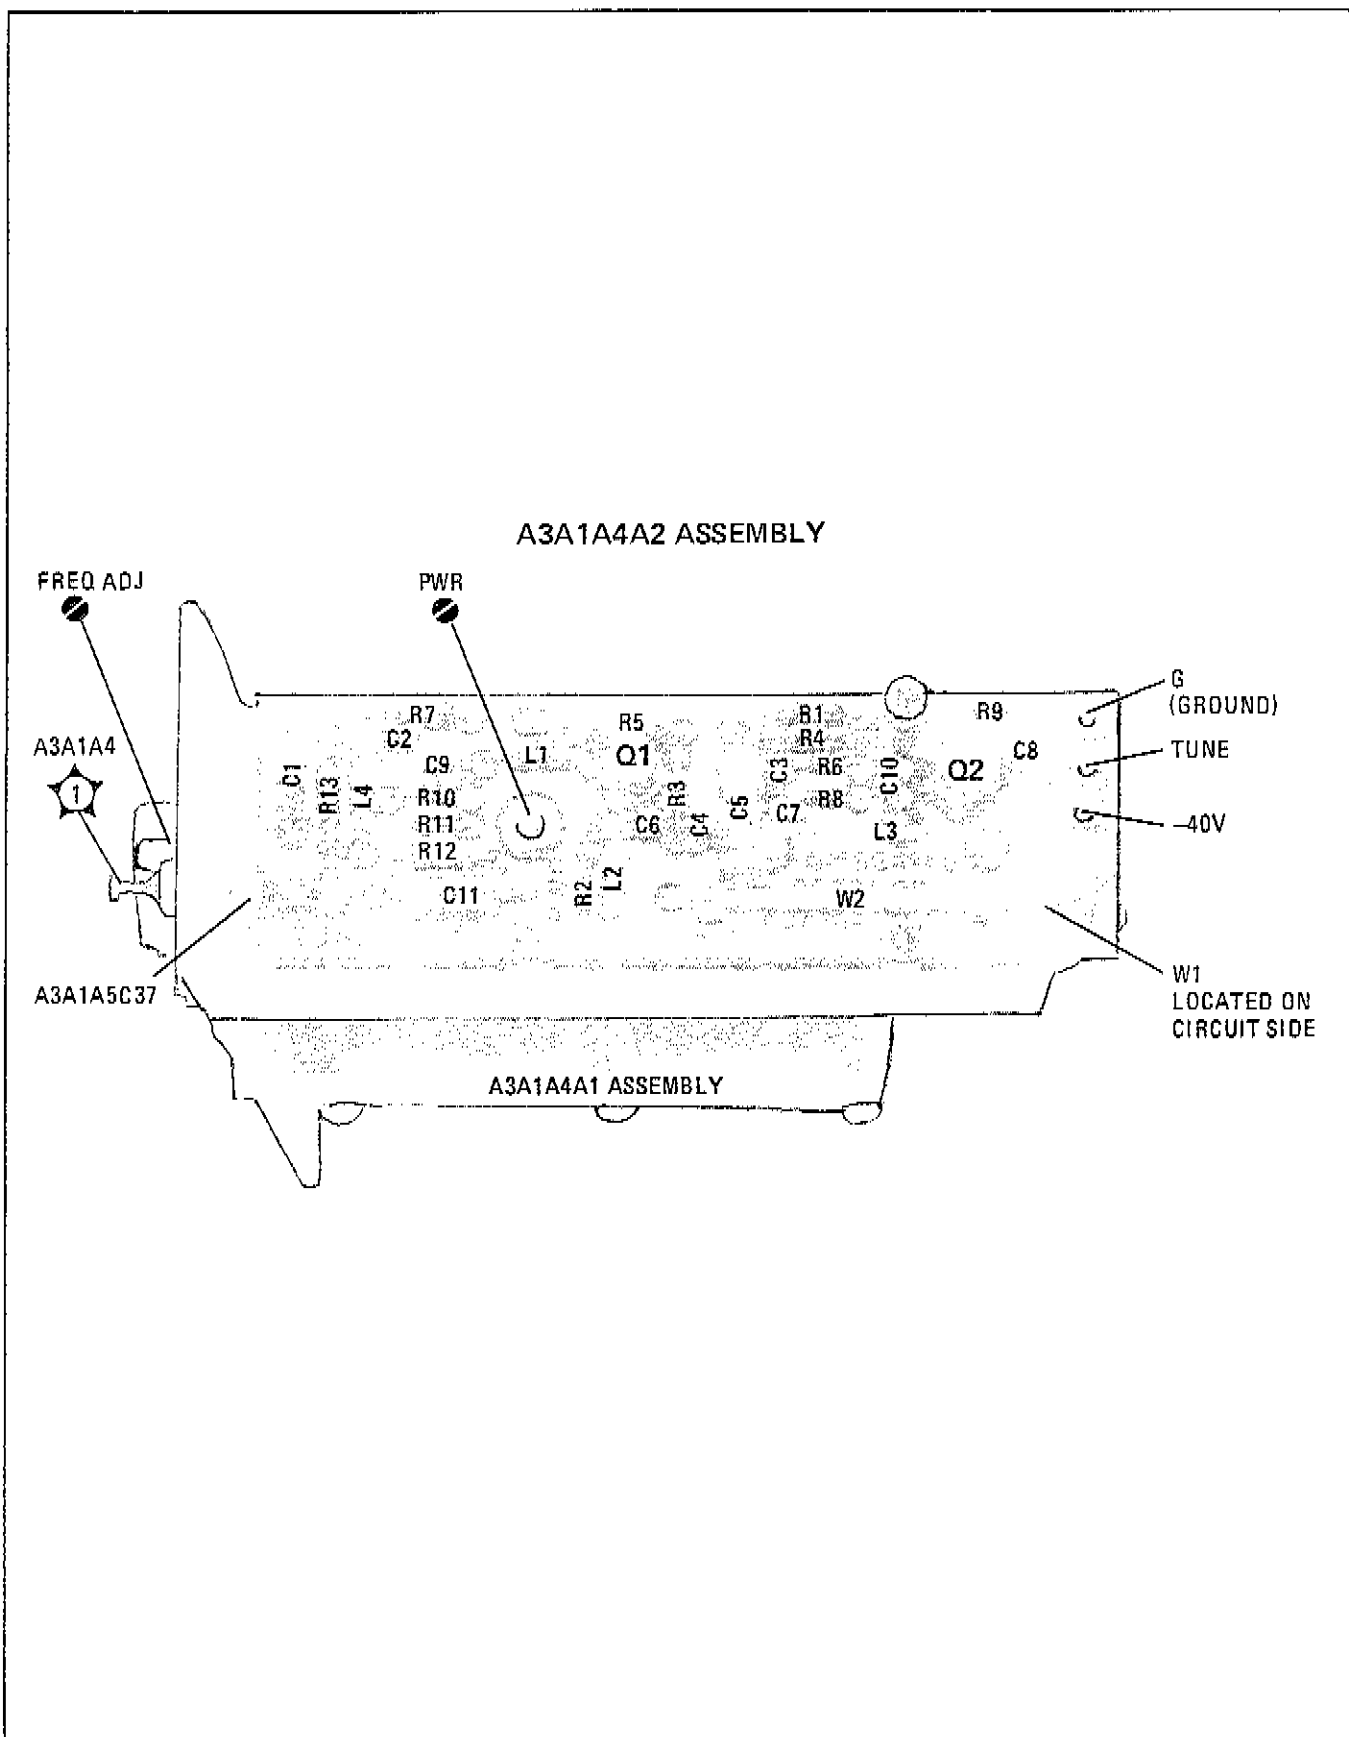 A3A1A4A2 ASSEMBLY
FREQ ADJ
PWR
G
(GROUND)
A3A1A4
1
TUNE
–40V
R7
C2
C9
C1
R13
L4
R10
R11
R12
C11
L1
R5
Q1
R3
C6
C4
C5
R2
L2
R1
R4
C3
R6
R8
C7
C10
L3
W2
R9
C8
Q2
A3A1A5C37
W1
LOCATED ON
CIRCUIT SIDE
A3A1A4A1 ASSEMBLY